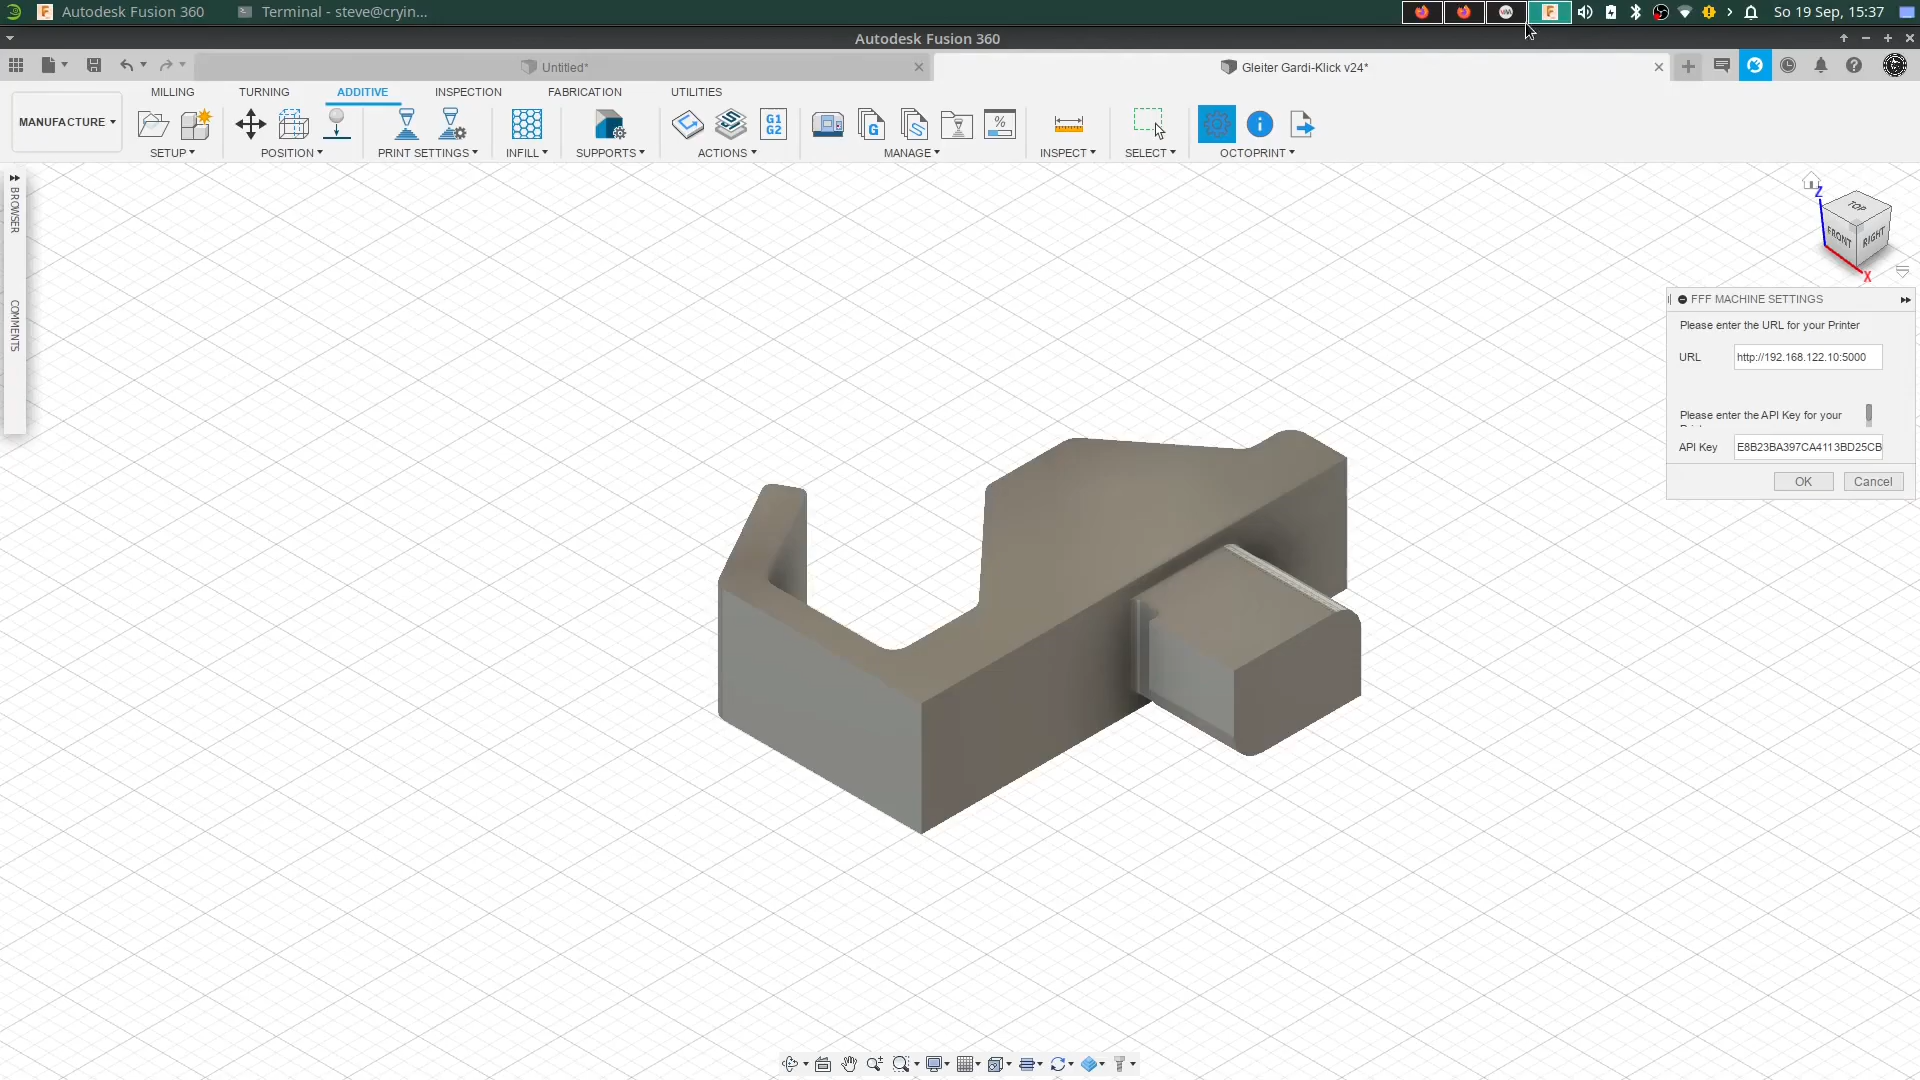 Autodesk Fusion 360
Terminal - steve@cryin...
So 19 Sep, 15:37
Autodesk Fusion 360
Untitled*
Gleiter Gardi-Klick v24*
MILLING
TURNING
ADDITIVE
INSPECTION
FABRICATION
UTILITIES
MANUFACTURE
G1
G2
G
%
SETUP
POSITION
PRINT SETTINGS
INFILL
SUPPORTS
ACTIONS
MANAGE
INSPECT
SELECT
OCTOPRINT
BROWSER
COMMENTS
Z
TOP
FRONT
RIGHT
X
FFF MACHINE SETTINGS
Please enter the URL for your Printer
URL
http://192.168.122.10:5000
Please enter the API Key for your
API Key
E8B23BA397CA4113BD25CB
OK
Cancel